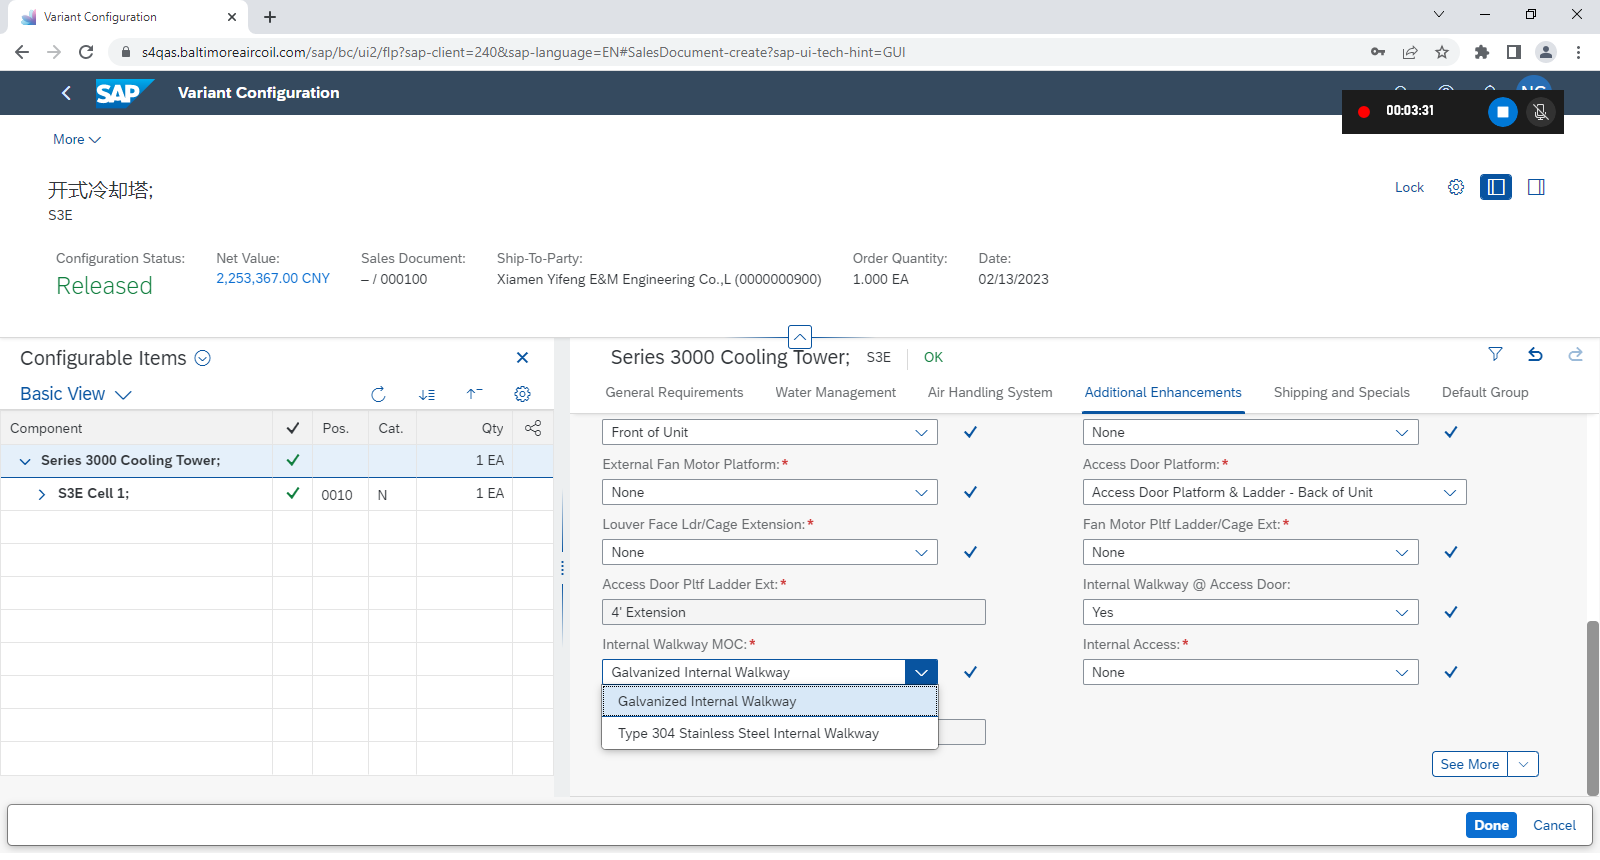 Variant Configuration
s4qas.baltimoreaircoil.com/sap/bc/ui2/flp?sap-client=240&sap-language=EN#SalesDocument-create?sap-ui-tech-hint=GUI
SAP Variant Configuration
00:03:31
More
开式冷却塔;
S3E
Lock
Configuration Status: Net Value: Sales Document: Ship-To-Party: Order Quantity: Date:
Released 2,253,367.00 CNY – / 000100 Xiamen Yifeng E&M Engineering Co.,L (0000000900) 1.000 EA 02/13/2023
Configurable Items
Basic View
Component Pos. Cat. Qty
Series 3000 Cooling Tower; 1 EA
S3E Cell 1; 0010 N 1 EA
Series 3000 Cooling Tower; S3E OK
General Requirements Water Management Air Handling System Additional Enhancements Shipping and Specials Default Group
Front of Unit None
External Fan Motor Platform:* Access Door Platform:*
None Access Door Platform & Ladder - Back of Unit
Louver Face Ldr/Cage Extension:* Fan Motor Pltf Ladder/Cage Ext:*
None None
Access Door Pltf Ladder Ext:* Internal Walkway @ Access Door:
4' Extension Yes
Internal Walkway MOC:* Internal Access:*
Galvanized Internal Walkway None
Galvanized Internal Walkway
Type 304 Stainless Steel Internal Walkway
See More
Done Cancel